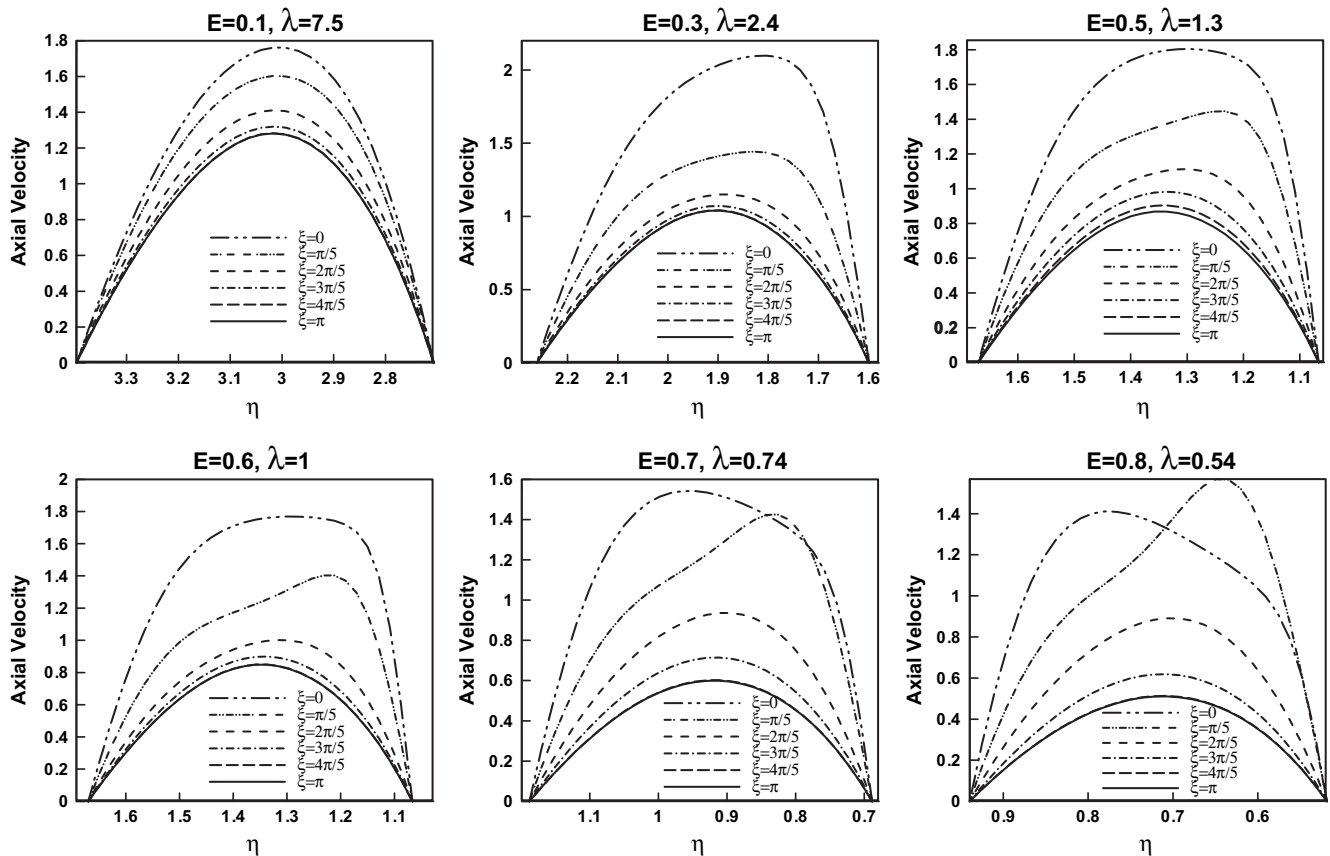 E=0.1, λ=7.5
Axial Velocity
1.8
1.6
1.4
1.2
1
0.8
0.6
0.4
0.2
0
3.3 3.2 3.1 3 2.9 2.8
η
ξ=0
ξ=π/5
ξ=2π/5
ξ=3π/5
ξ=4π/5
ξ=π
E=0.3, λ=2.4
Axial Velocity
2
1.5
1
0.5
0
2.2 2.1 2 1.9 1.8 1.7 1.6
η
ξ=0
ξ=π/5
ξ=2π/5
ξ=3π/5
ξ=4π/5
ξ=π
E=0.5, λ=1.3
Axial Velocity
1.8
1.6
1.4
1.2
1
0.8
0.6
0.4
0.2
0
1.6 1.5 1.4 1.3 1.2 1.1
η
ξ=0
ξ=π/5
ξ=2π/5
ξ=3π/5
ξ=4π/5
ξ=π
E=0.6, λ=1
Axial Velocity
2
1.8
1.6
1.4
1.2
1
0.8
0.6
0.4
0.2
0
1.6 1.5 1.4 1.3 1.2 1.1
η
ξ=0
ξ=π/5
ξ=2π/5
ξ=3π/5
ξ=4π/5
ξ=π
E=0.7, λ=0.74
Axial Velocity
1.6
1.4
1.2
1
0.8
0.6
0.4
0.2
0
1.1 1 0.9 0.8 0.7
η
ξ=0
ξ=π/5
ξ=2π/5
ξ=3π/5
ξ=4π/5
ξ=π
E=0.8, λ=0.54
Axial Velocity
1.4
1.2
1
0.8
0.6
0.4
0.2
0
0.9 0.8 0.7 0.6
η
ξ=0
ξ=π/5
ξ=2π/5
ξ=3π/5
ξ=4π/5
ξ=π